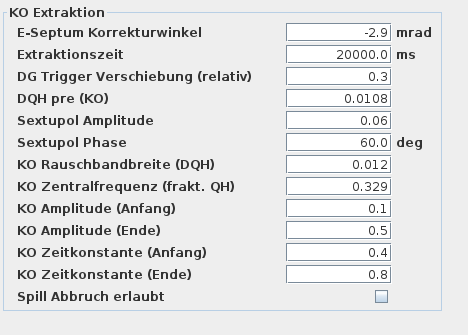 KO Extraktion
E-Septum Korrekturwinkel -2.9 mrad
Extraktionszeit 20000.0 ms
DG Trigger Verschiebung (relativ) 0.3
DQH pre (KO) 0.0108
Sextupol Amplitude 0.06
Sextupol Phase 60.0 deg
KO Rauschbandbreite (DQH) 0.012
KO Zentralfrequenz (frakt. QH) 0.329
KO Amplitude (Anfang) 0.1
KO Amplitude (Ende) 0.5
KO Zeitkonstante (Anfang) 0.4
KO Zeitkonstante (Ende) 0.8
Spill Abbruch erlaubt